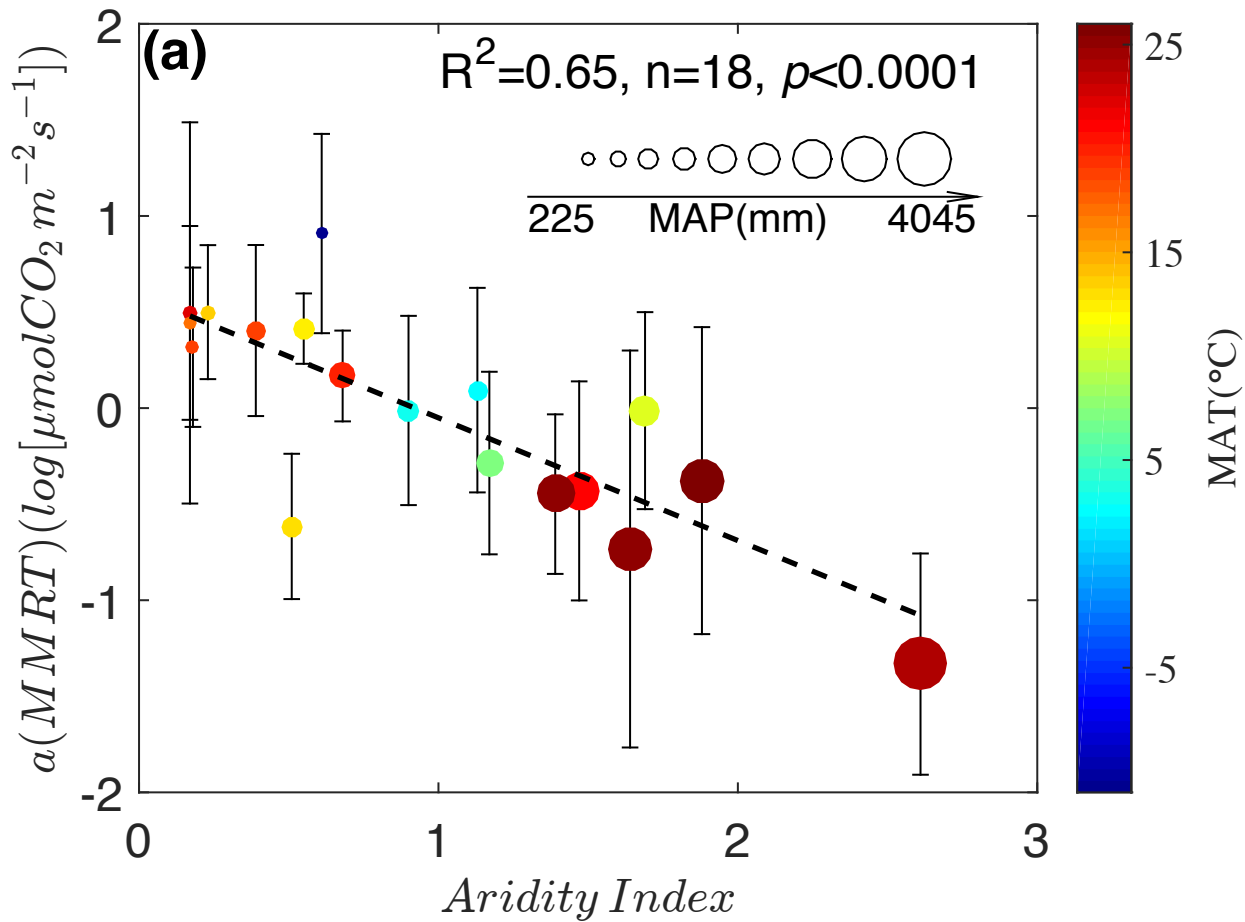 (a)
R²=0.65, n=18, p<0.0001
225 MAP(mm) 4045
a(MMRT)(log[μmolCO₂m⁻²s⁻¹])
2
1
0
-1
-2
0 1 2 3
Aridity Index
25
15
5
-5
MAT(°C)